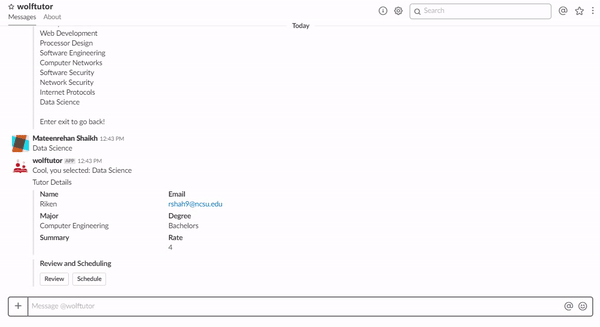 wolftutor
Messages About
Search
Today
Web Development
Processor Design
Software Engineering
Computer Networks
Software Security
Network Security
Internet Protocols
Data Science
Enter exit to go back!
Mateenrehan Shaikh 12:43 PM
Data Science
wolftutor APP 12:43 PM
Cool, you selected: Data Science
Tutor Details
Name Email
Riken rshah9@ncsu.edu
Major Degree
Computer Engineering Bachelors
Summary Rate
4
Review and Scheduling
Review Schedule
Message @wolftutor